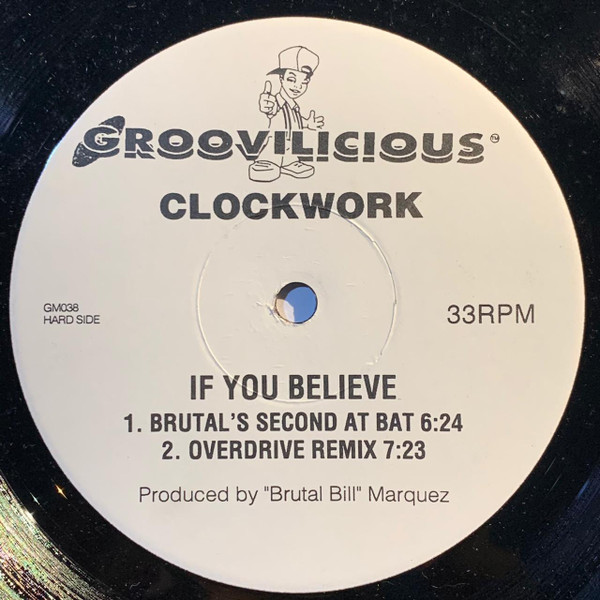 GROOVILICIOUS™
CLOCKWORK
GM038
HARD SIDE
33RPM
IF YOU BELIEVE
1. BRUTAL'S SECOND AT BAT 6:24
2. OVERDRIVE REMIX 7:23
Produced by "Brutal Bill" Marquez